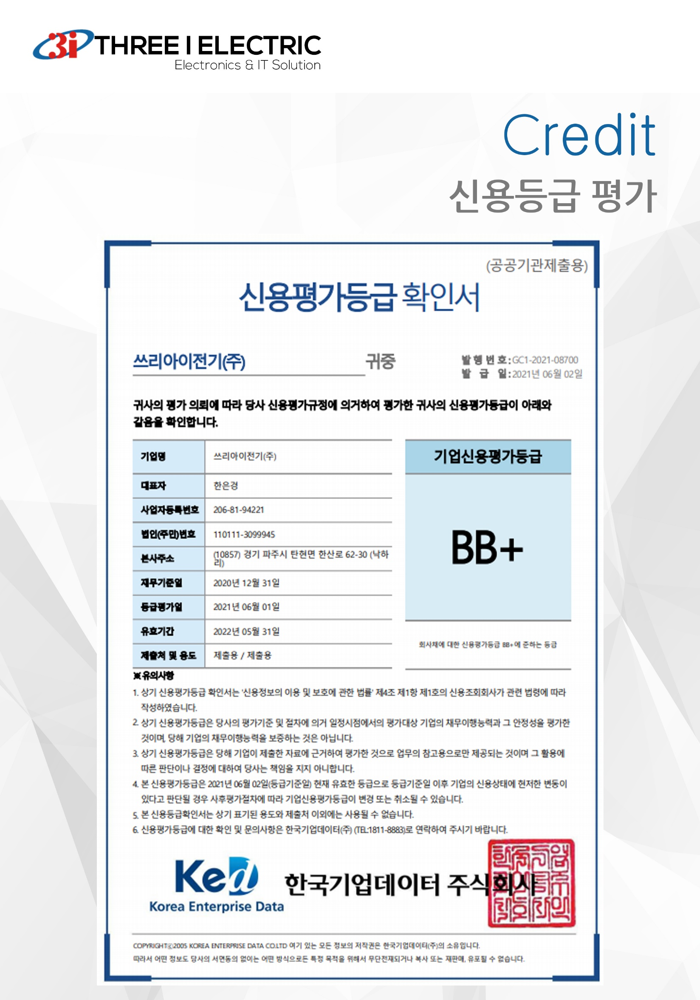 3i THREE I ELECTRIC
Electronics & IT Solution
Credit
신용등급 평가
(공공기관제출용)
신용평가등급 확인서
쓰리아이전기(주) 귀중
발행번호:GC1-2021-08700
발 급 일:2021년 06월 02일
귀사의 평가 의뢰에 따라 당사 신용평가규정에 의거하여 평가한 귀사의 신용평가등급이 아래와
같음을 확인합니다.
기업명 쓰리아이전기(주)
대표자 한은경
사업자등록번호 206-81-94221
법인(주민)번호 110111-3099945
본사주소 (10857) 경기 파주시 탄현면 한산로 62-30 (낙하
리)
재무기준일 2020년 12월 31일
등급평가일 2021년 06월 01일
유효기간 2022년 05월 31일
제출처 및 용도 제출용 / 제출용
기업신용평가등급
BB+
회사채에 대한 신용평가등급 BB+에 준하는 등급
※유의사항
1. 상기 신용평가등급 확인서는 '신용정보의 이용 및 보호에 관한 법률' 제4조 제1항 제1호의 신용조회회사가 관련 법령에 따라
작성하였습니다.
2. 상기 신용평가등급은 당사의 평가기준 및 절차에 의거 일정시점에서의 평가대상 기업의 채무이행능력과 그 안정성을 평가한
것이며, 당해 기업의 채무이행능력을 보증하는 것은 아닙니다.
3. 상기 신용평가등급은 당해 기업이 제출한 자료에 근거하여 평가한 것으로 업무의 참고용으로만 제공되는 것이며 그 활용에
따른 판단이나 결정에 대하여 당사는 책임을 지지 아니합니다.
4. 본 신용평가등급은 2021년 06월 02일(등급기준일) 현재 유효한 등급으로 등급기준일 이후 기업의 신용상태에 현저한 변동이
있다고 판단될 경우 사후평가절차에 따라 기업신용평가등급이 변경 또는 취소될 수 있습니다.
5. 본 신용등급확인서는 상기 표기된 용도와 제출처 이외에는 사용될 수 없습니다.
6. 신용평가등급에 대한 확인 및 문의사항은 한국기업데이터(주) (TEL:1811-8883)로 연락하여 주시기 바랍니다.
Ked
Korea Enterprise Data
한국기업데이터 주식회사
COPYRIGHTⓒ2005 KOREA ENTERPRISE DATA CO.LTD 여기 있는 모든 정보의 저작권은 한국기업데이터(주)의 소유입니다.
따라서 어떤 정보도 당사의 서면동의 없이는 어떤 방식으로든 특정 목적을 위해서 무단전재되거나 복사 또는 재판매, 유포될 수 없습니다.